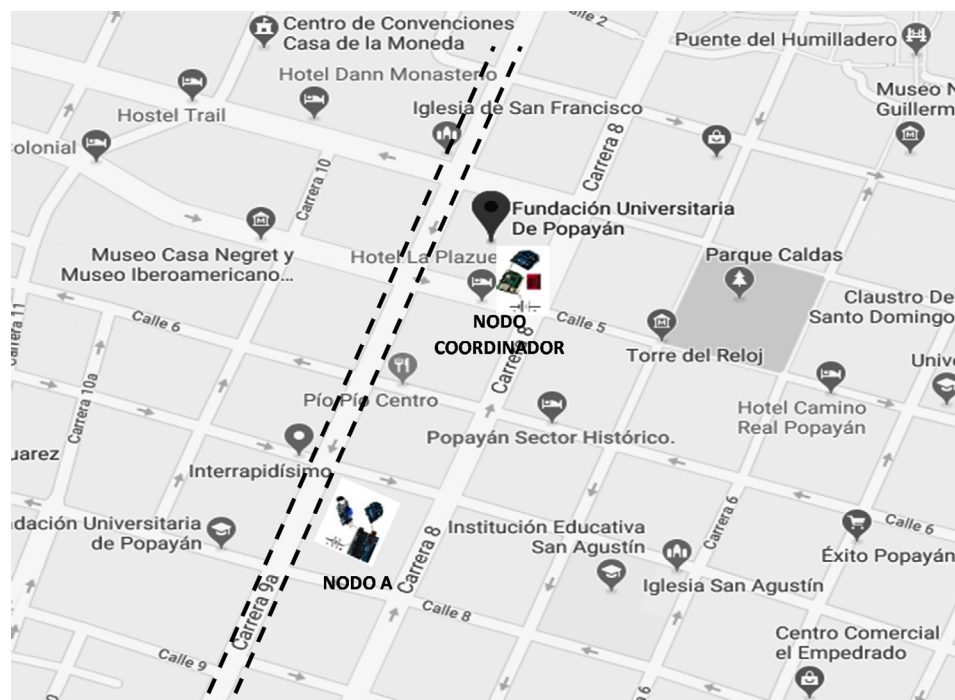 Calle 2
Centro de Convenciones
Casa de la Moneda
Puente del Humilladero
Hotel Dann Monasterio
Museo N
Guillerm
Hostel Trail
Iglesia de San Francisco
olonial
Carrera 8
Carrera 10
Fundación Universitaria
De Popayán
Museo Casa Negret y
Museo Iberoamericano...
Hotel La Plazue
Parque Caldas
Claustro De
Santo Domingo
NODO
COORDINADOR
Calle 6
Calle 5
Torre del Reloj
Carrera 8
Unive
rera 11
Carrera 10a
Pío Pío Centro
Hotel Camino
Real Popayán
Popayán Sector Histórico.
uarez
Interrapidísimo
ndación Universitaria
de Popayán
Institución Educativa
San Agustín
Carrera 6
Calle 6
Éxito Popayán
NODO A
Carrera 8
Iglesia San Agustín
Carrera 9a
Calle 8
Centro Comercial
el Empedrado
Calle 9